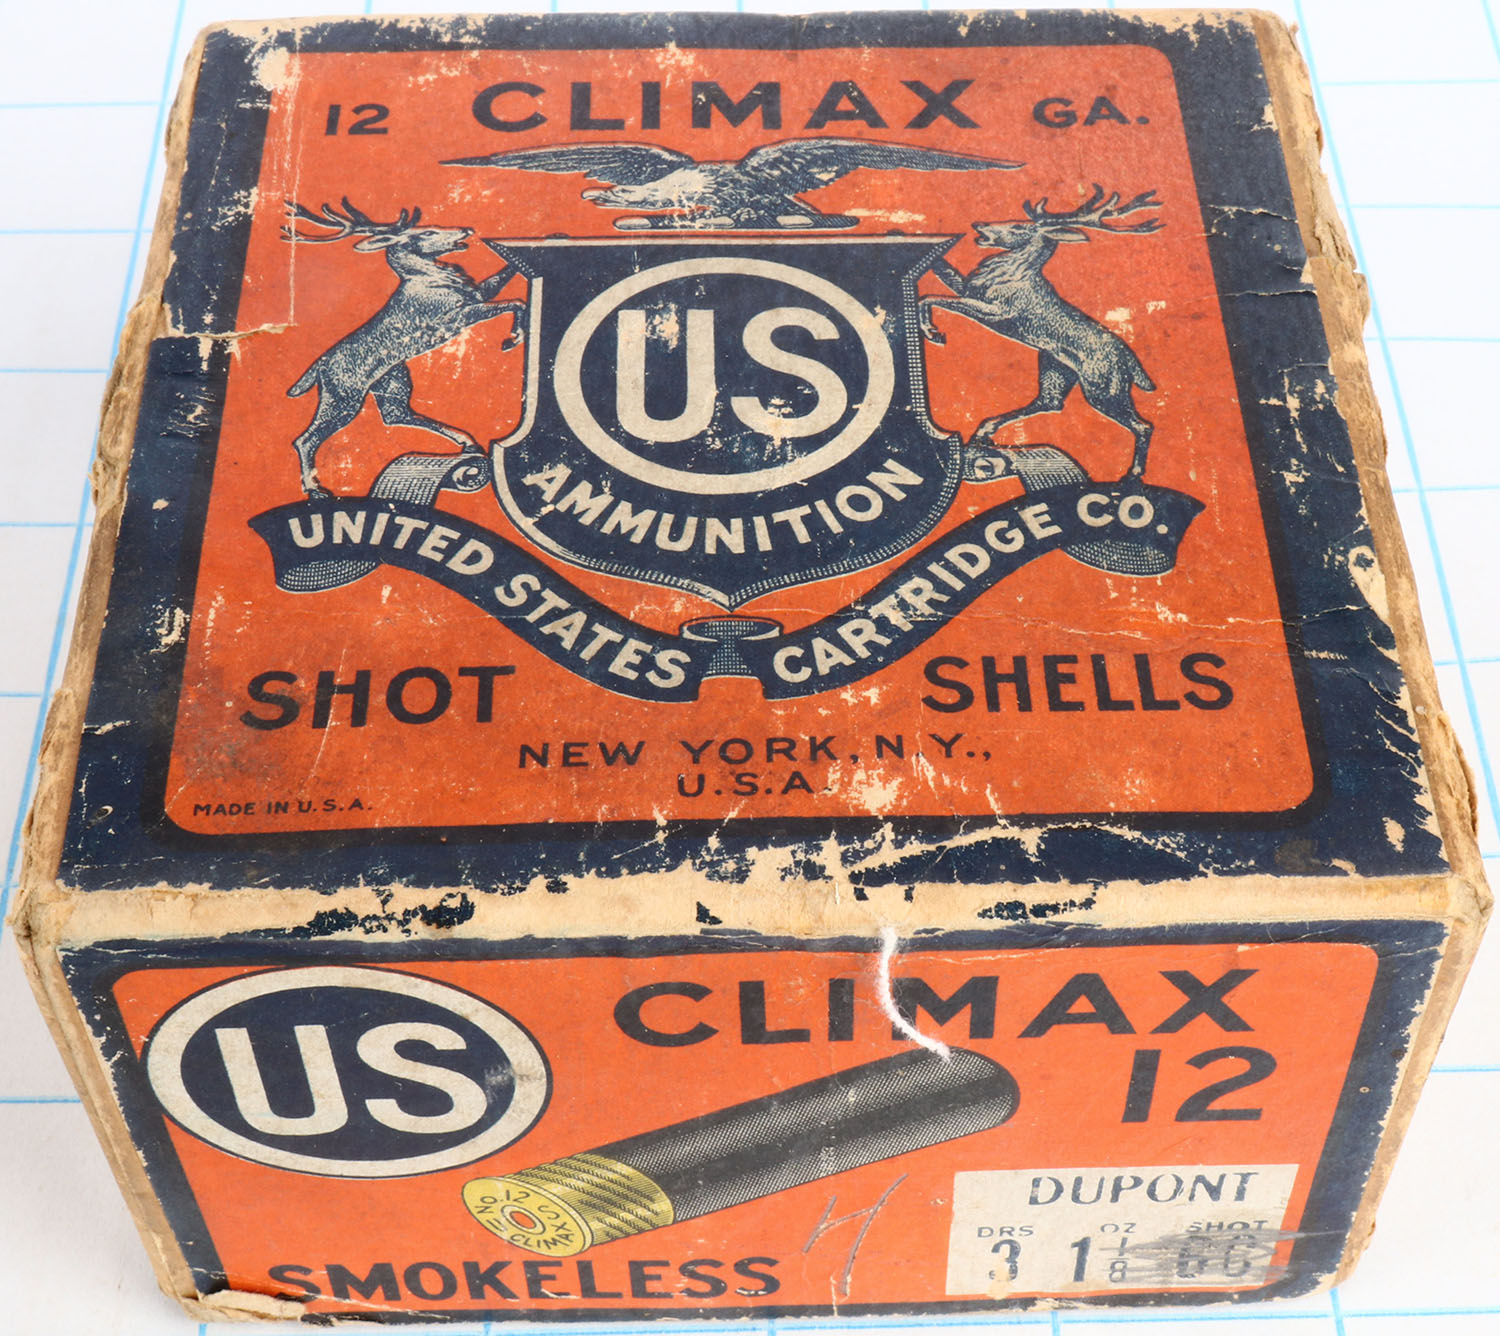 12 CLIMAX GA.
US
AMMUNITION
UNITED STATES CARTRIDGE CO.
SHOT SHELLS
NEW YORK, N.Y.,
U.S.A.
MADE IN U.S.A.
US
CLIMAX
12
No. 12
CLIMAX
SMOKELESS
4
DUPONT
DRS OZ SHOT
3 1 1/8